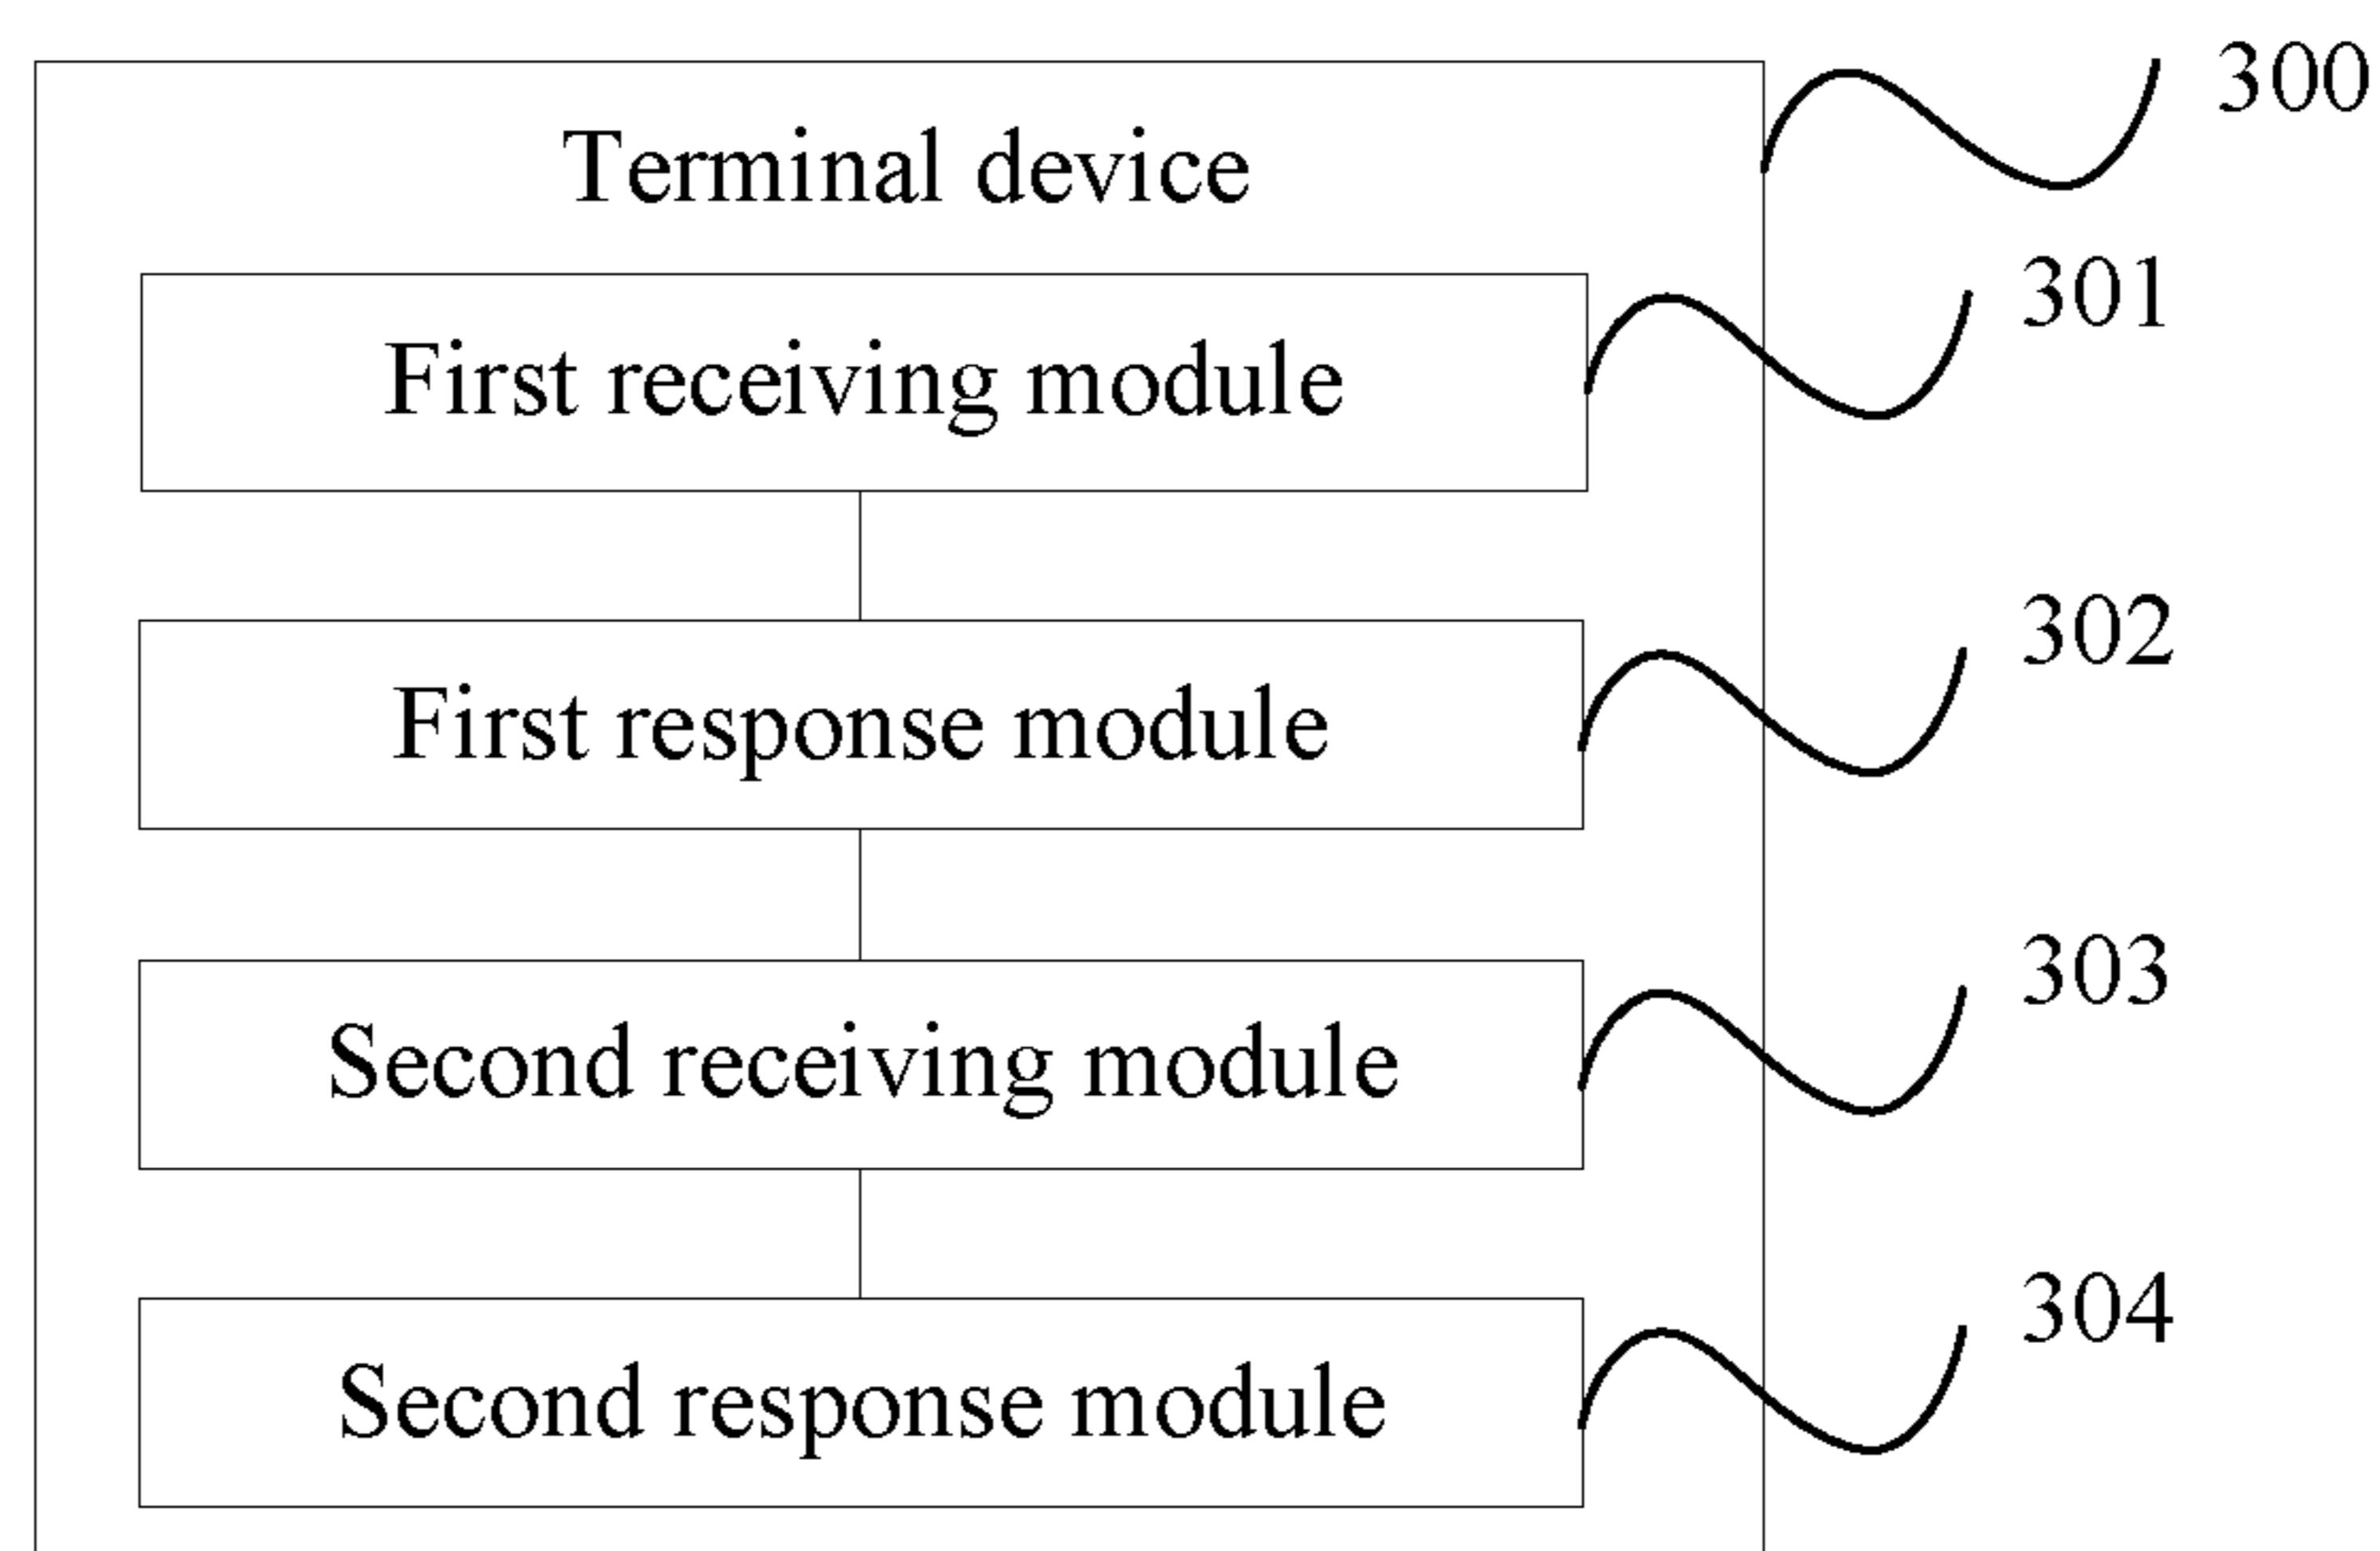 300
Terminal device
301
First receiving module
302
First response module
303
Second receiving module
304
Second response module